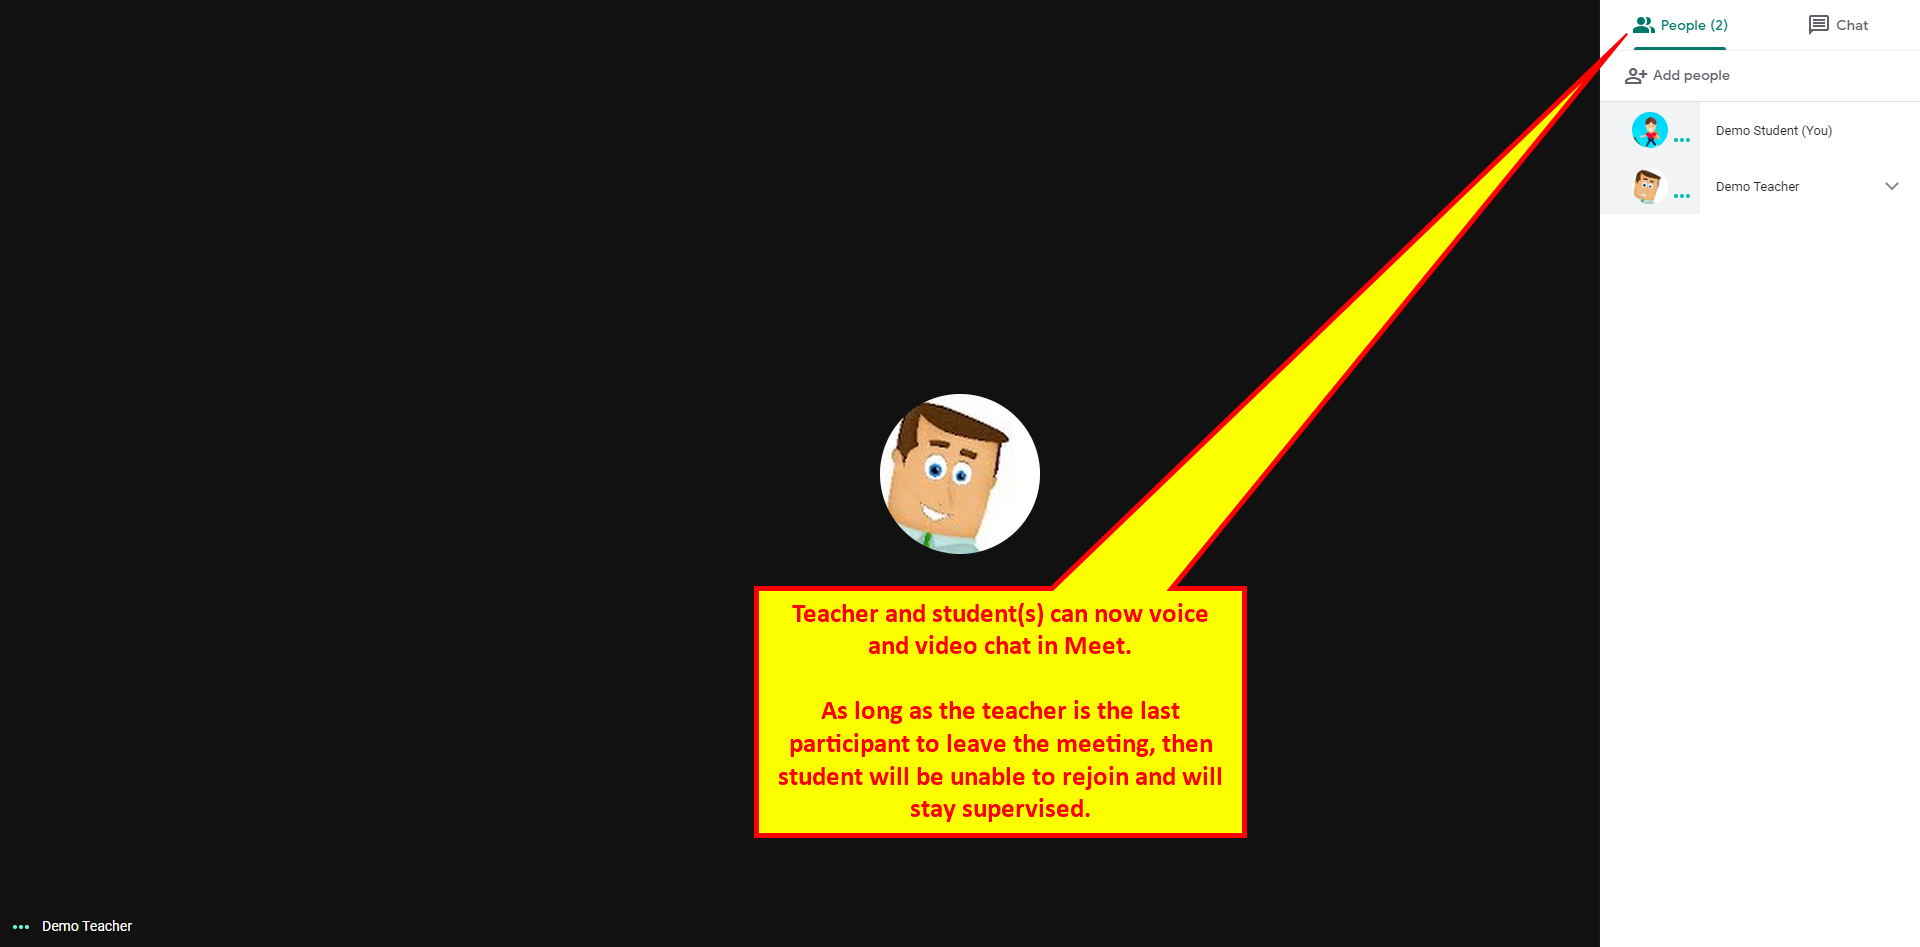 People (2)
Chat
Add people
Demo Student (You)
Demo Teacher
Teacher and student(s) can now voice
and video chat in Meet.
As long as the teacher is the last
participant to leave the meeting, then
student will be unable to rejoin and will
stay supervised.
Demo Teacher